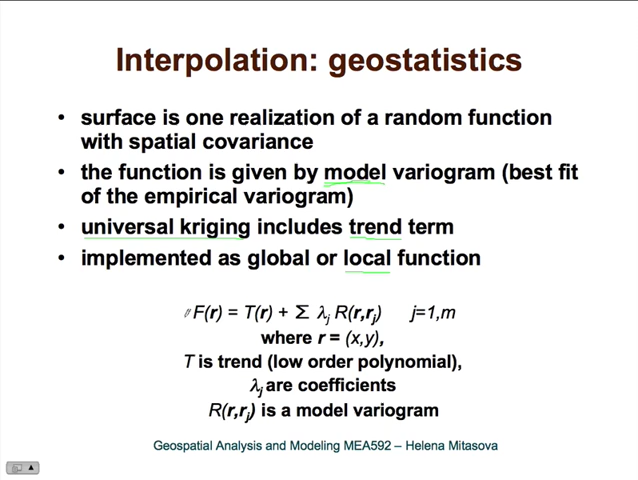 Interpolation: geostatistics
• surface is one realization of a random function
with spatial covariance
• the function is given by model variogram (best fit
of the empirical variogram)
• universal kriging includes trend term
• implemented as global or local function
F(r) = T(r) + Σ λj R(r,rj) j=1,m
where r = (x,y),
T is trend (low order polynomial),
λj are coefficients
R(r,rj) is a model variogram
Geospatial Analysis and Modeling MEA592 – Helena Mitasova